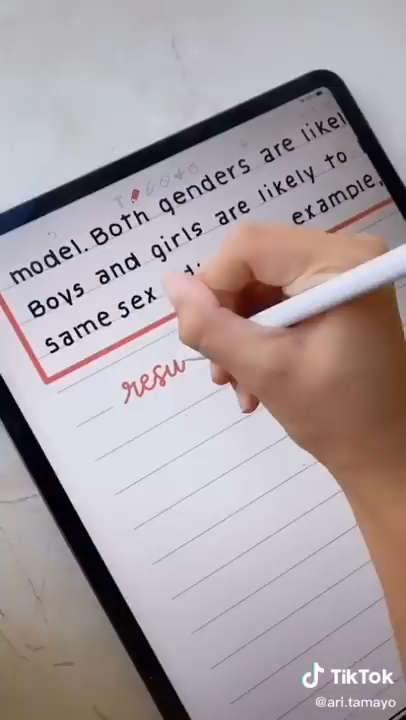 model. Both genders are likel
Boys and girls are likely to
same sex example,
resu
TikTok
@ari.tamayo